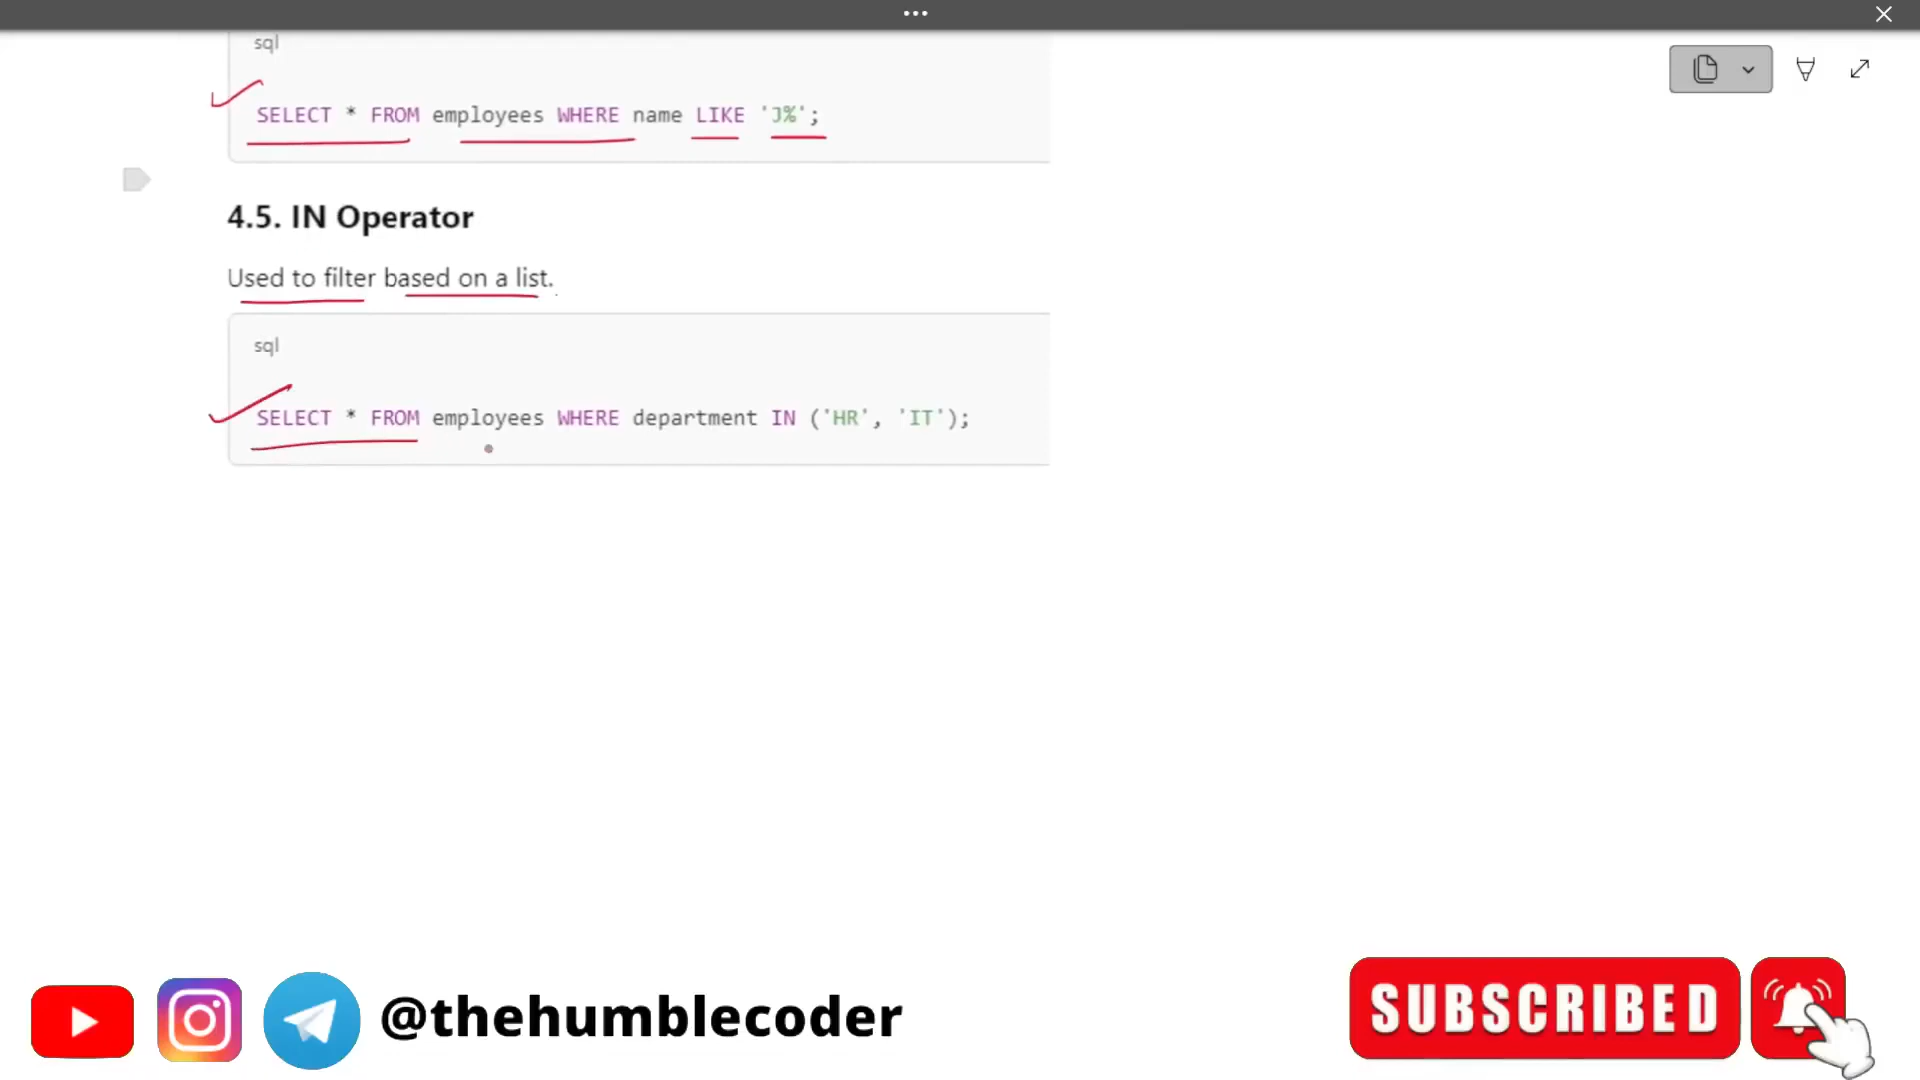 sql
SELECT * FROM employees WHERE name LIKE 'J%';
4.5. IN Operator
Used to filter based on a list.
sql
SELECT * FROM employees WHERE department IN ('HR', 'IT');
@thehumblecoder
SUBSCRIBED